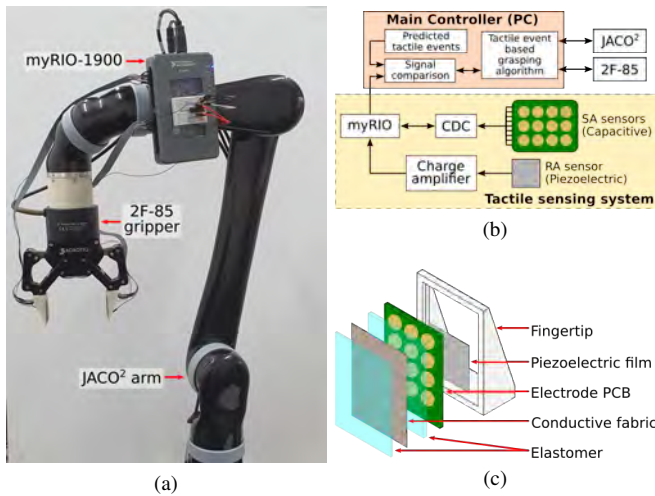 myRIO-1900
2F-85
gripper
ROBOTIQ
JACO² arm
(a)
Main Controller (PC)
Predicted
tactile events
Signal
comparison
Tactile event
based
grasping
algorithm
JACO²
2F-85
myRIO
CDC
SA sensors
(Capacitive)
Charge
amplifier
RA sensor
(Piezoelectric)
Tactile sensing system
(b)
Fingertip
Piezoelectric film
Electrode PCB
Conductive fabric
Elastomer
(c)